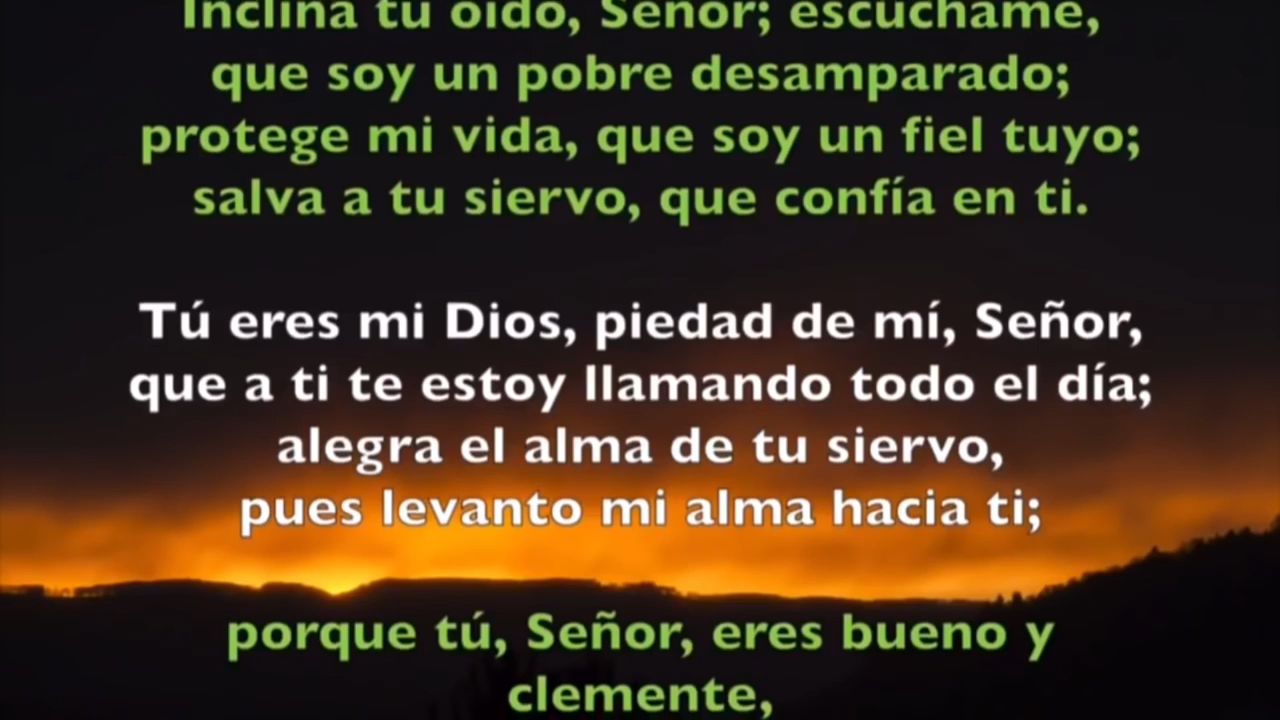 Inclina tu oído, Señor; escúchame,
que soy un pobre desamparado;
protege mi vida, que soy un fiel tuyo;
salva a tu siervo, que confía en ti.
Tú eres mi Dios, piedad de mí, Señor,
que a ti te estoy llamando todo el día;
alegra el alma de tu siervo,
pues levanto mi alma hacia ti;
porque tú, Señor, eres bueno y
clemente,